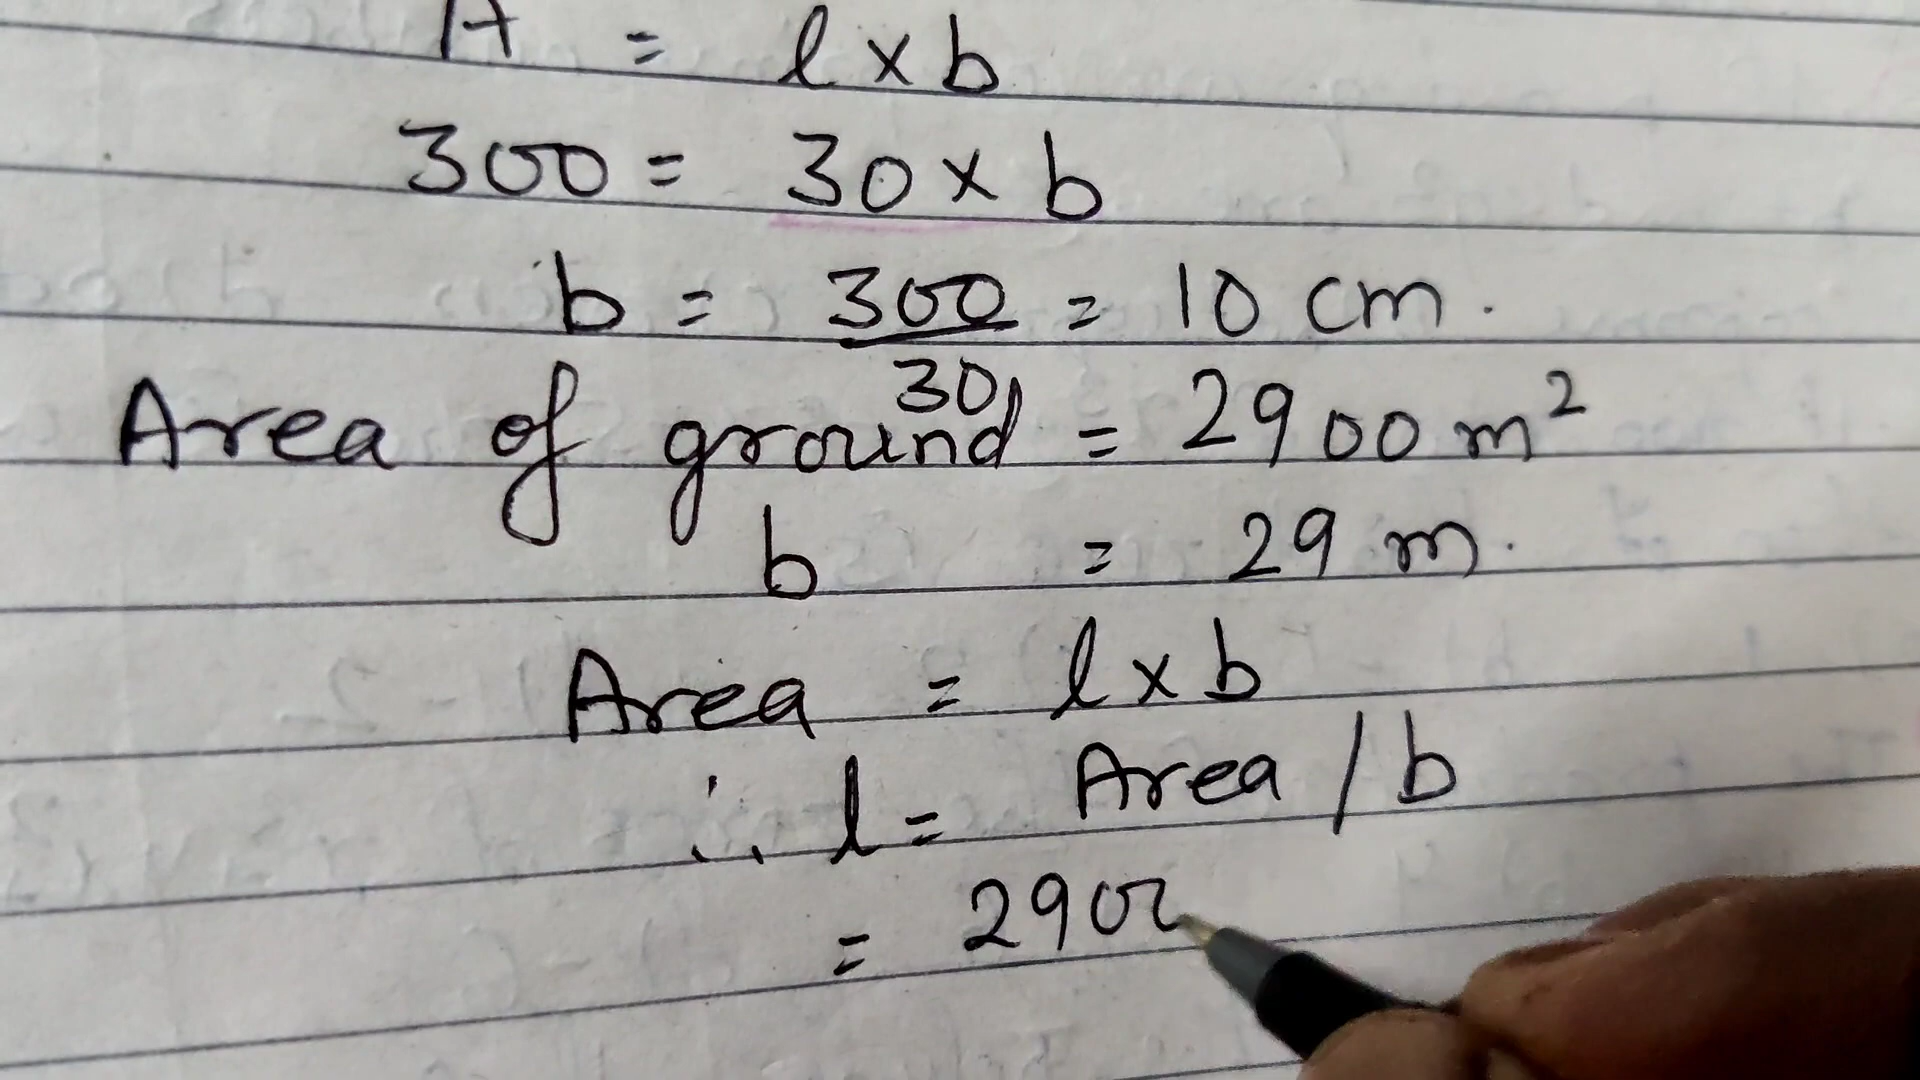 A = l x b
300 = 30 x b
b = 300/30 = 10 cm.
Area of ground = 2900 m²
b = 29 m.
Area = l x b
∴ l = Area / b
= 290